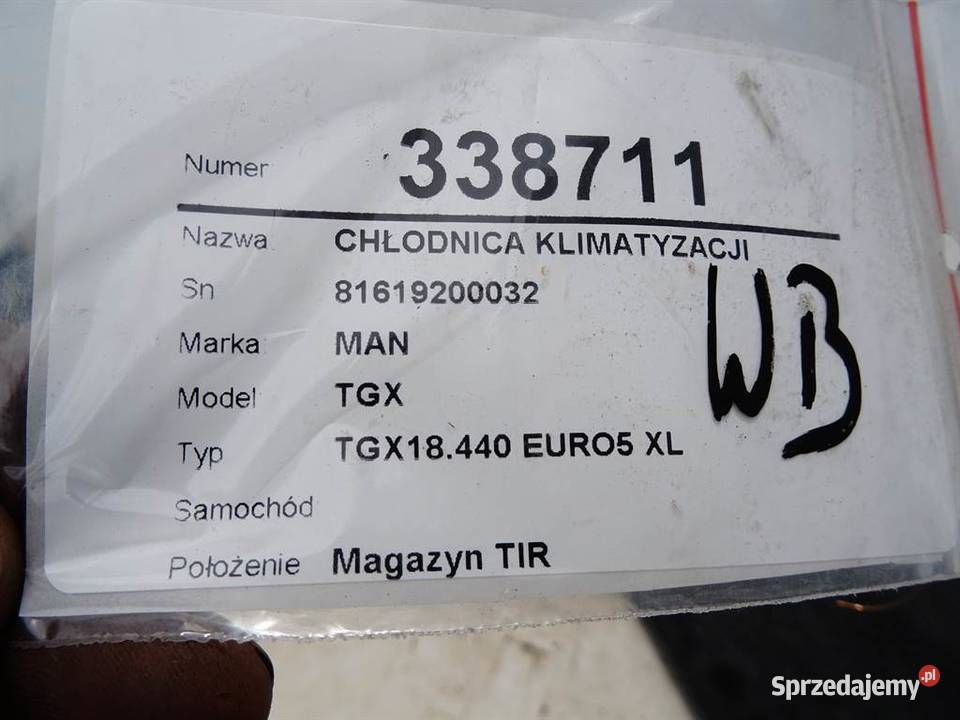 Numer 338711
Nazwa CHŁODNICA KLIMATYZACJI
Sn 81619200032
Marka MAN
Model TGX
Typ TGX18.440 EURO5 XL
Samochód
Położenie Magazyn TIR
WB
Sprzedajemy.pl